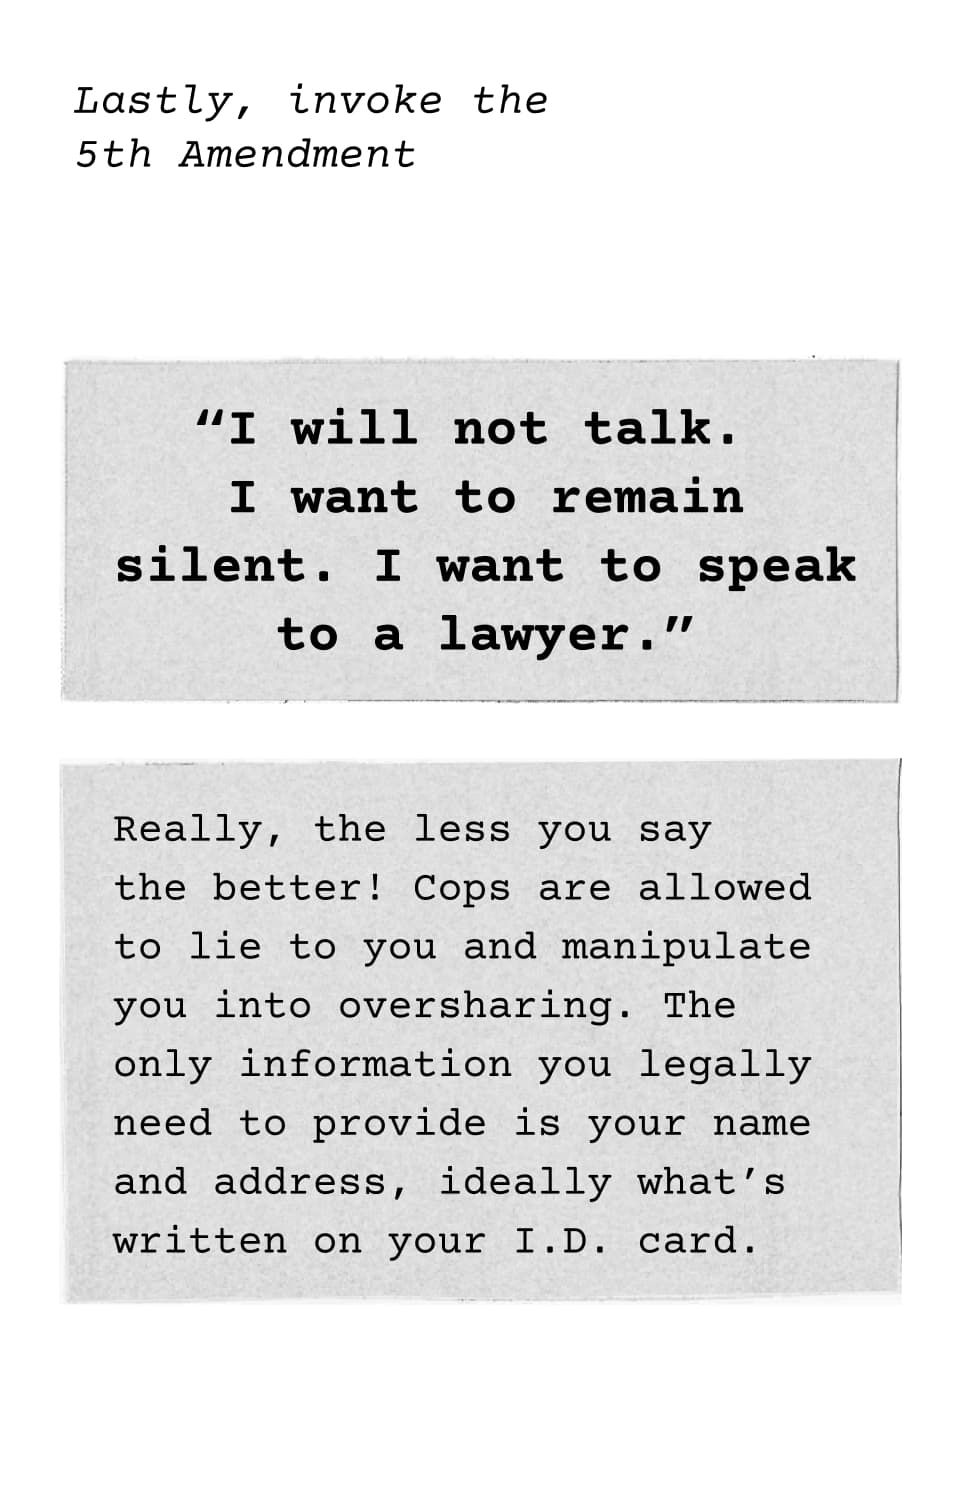 Lastly, invoke the
5th Amendment
“I will not talk.
I want to remain
silent. I want to speak
to a lawyer.”
Really, the less you say
the better! Cops are allowed
to lie to you and manipulate
you into oversharing. The
only information you legally
need to provide is your name
and address, ideally what’s
written on your I.D. card.